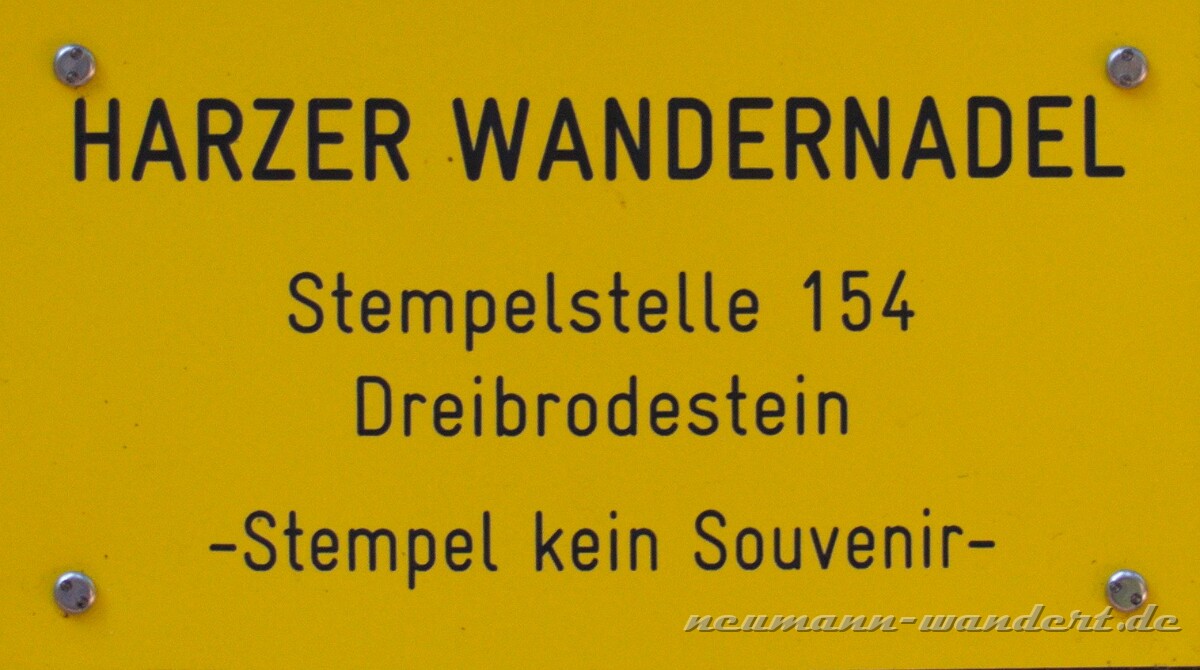 HARZER WANDERNADEL
Stempelstelle 154
Dreibrodestein
-Stempel kein Souvenir-
neumann-wandert.de